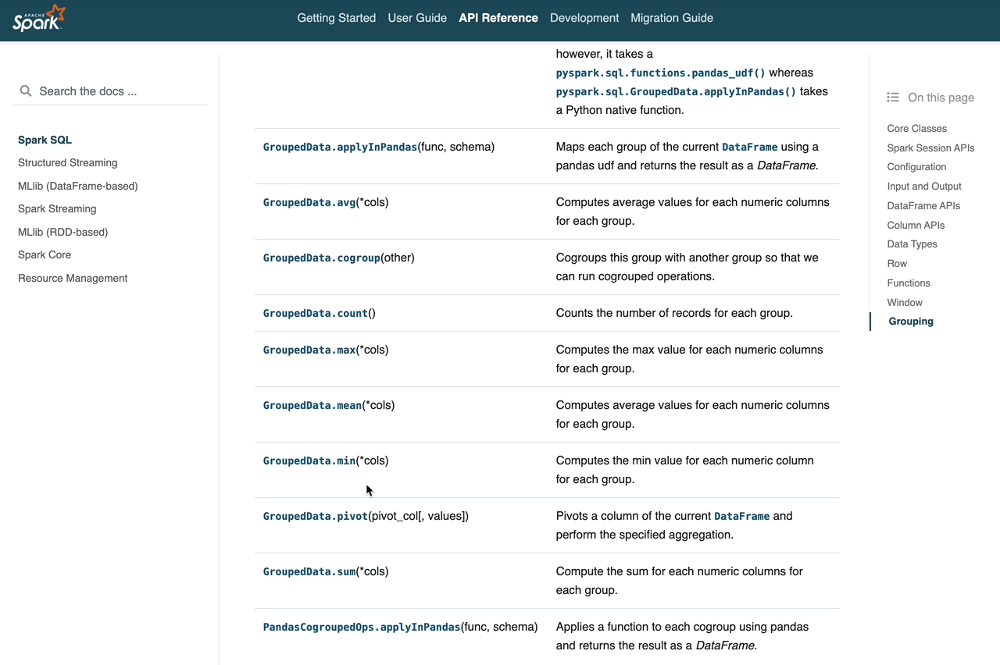 APACHE
Spark
Getting Started User Guide API Reference Development Migration Guide
Search the docs ...
Spark SQL
Structured Streaming
MLlib (DataFrame-based)
Spark Streaming
MLlib (RDD-based)
Spark Core
Resource Management
however, it takes a
pyspark.sql.functions.pandas_udf() whereas
pyspark.sql.GroupedData.applyInPandas() takes
a Python native function.
GroupedData.applyInPandas(func, schema)
Maps each group of the current DataFrame using a
pandas udf and returns the result as a DataFrame.
GroupedData.avg(*cols)
Computes average values for each numeric columns
for each group.
GroupedData.cogroup(other)
Cogroups this group with another group so that we
can run cogrouped operations.
GroupedData.count()
Counts the number of records for each group.
GroupedData.max(*cols)
Computes the max value for each numeric columns
for each group.
GroupedData.mean(*cols)
Computes average values for each numeric columns
for each group.
GroupedData.min(*cols)
Computes the min value for each numeric column
for each group.
GroupedData.pivot(pivot_col[, values])
Pivots a column of the current DataFrame and
perform the specified aggregation.
GroupedData.sum(*cols)
Compute the sum for each numeric columns for
each group.
PandasCogroupedOps.applyInPandas(func, schema)
Applies a function to each cogroup using pandas
and returns the result as a DataFrame.
On this page
Core Classes
Spark Session APIs
Configuration
Input and Output
DataFrame APIs
Column APIs
Data Types
Row
Functions
Window
Grouping